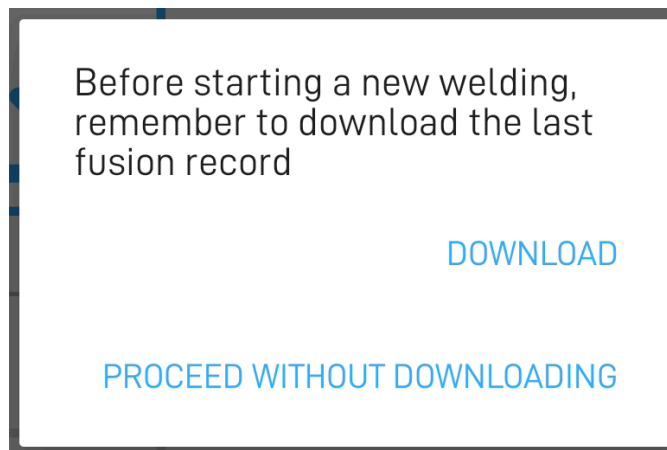 Before starting a new welding,
remember to download the last
fusion record
DOWNLOAD
PROCEED WITHOUT DOWNLOADING